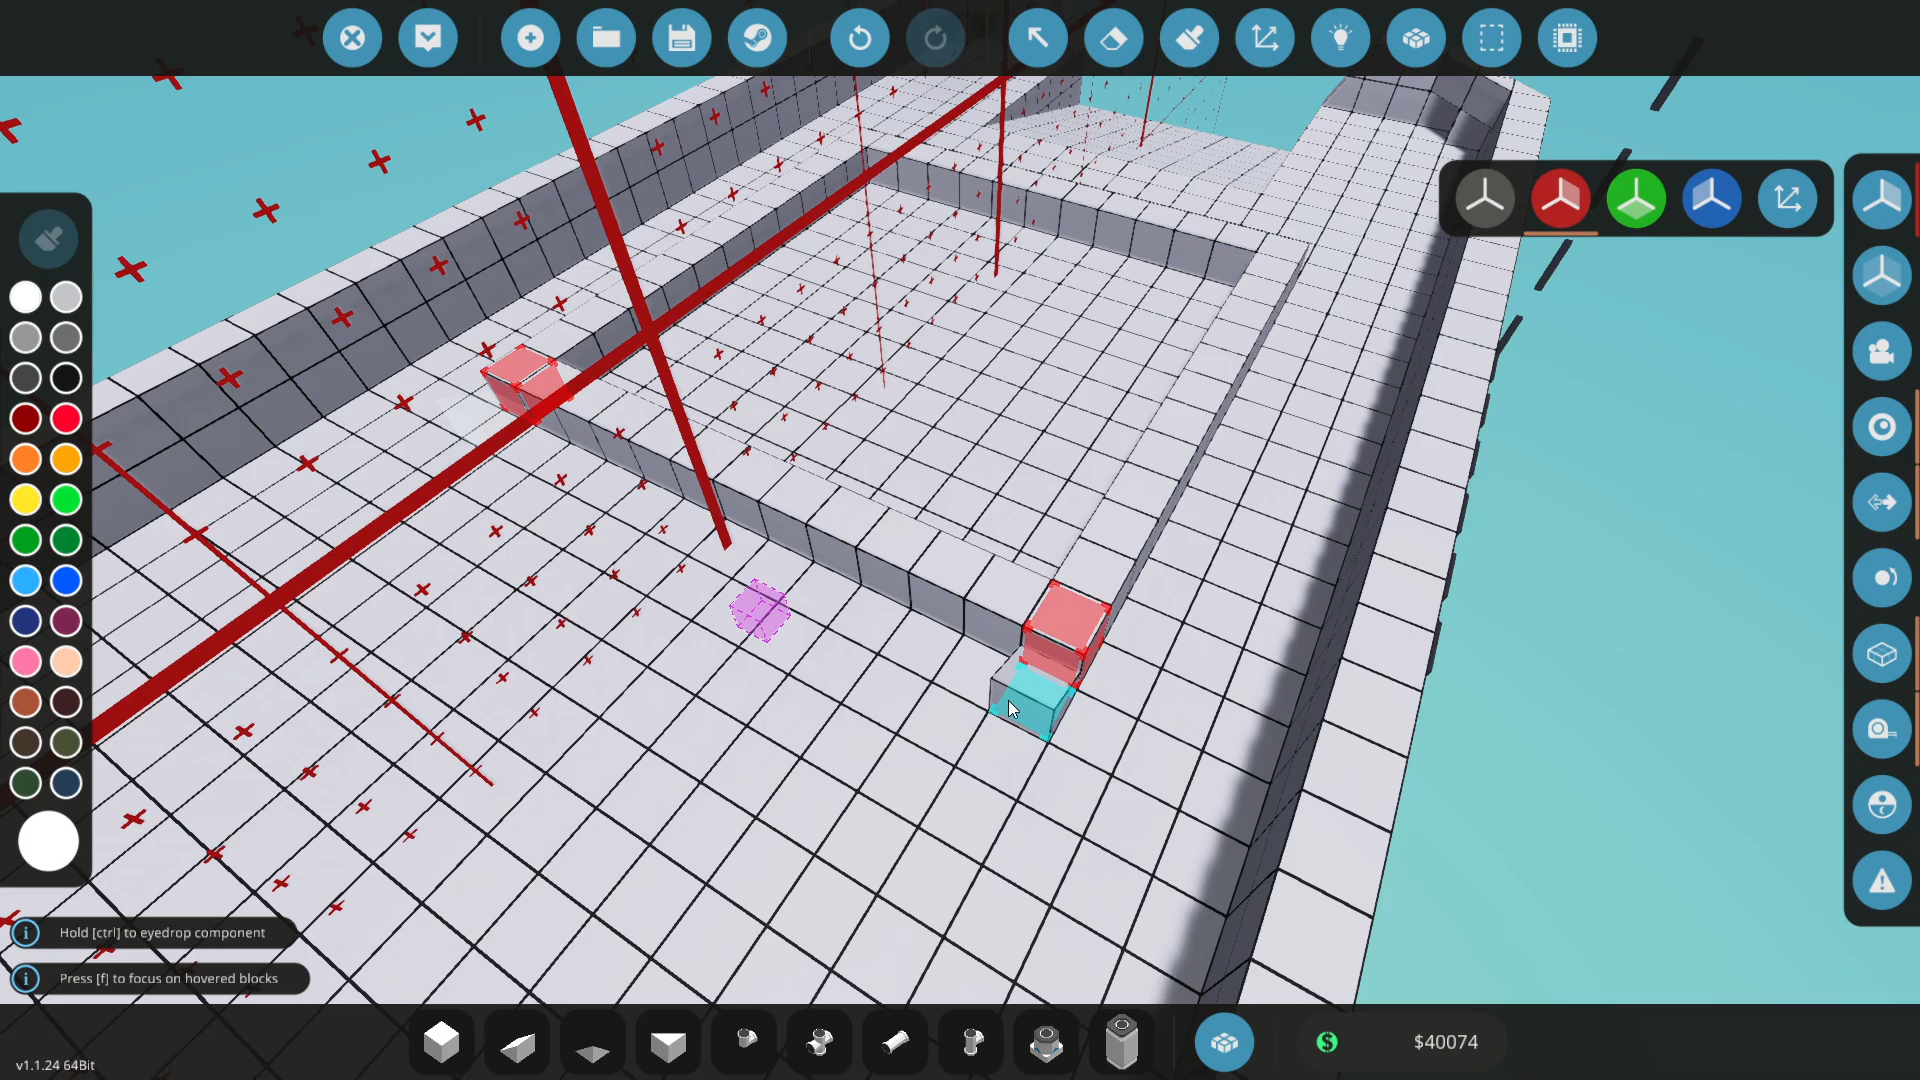 Hold [ctrl] to eyedrop component
Press [f] to focus on hovered blocks
$ $40074
v1.1.24 64Bit